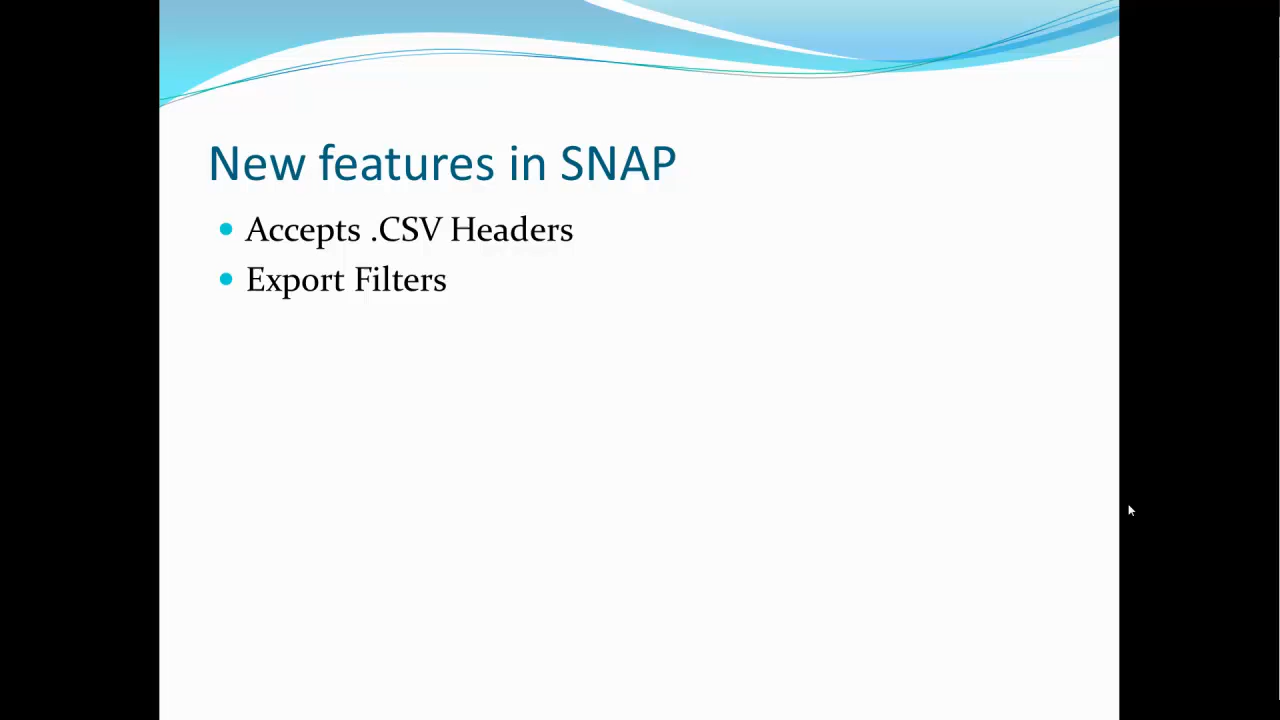 New features in SNAP
• Accepts .CSV Headers
• Export Filters